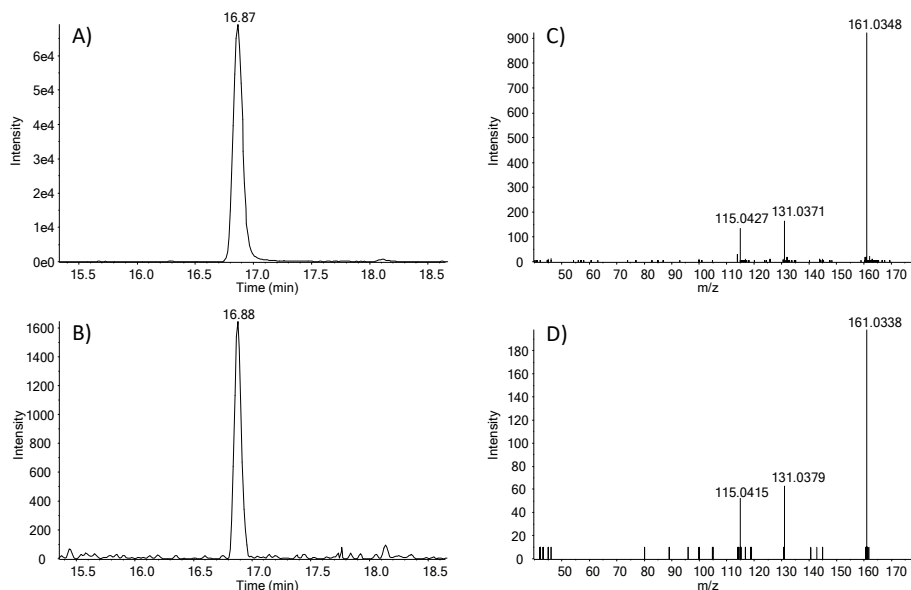 A)
16.87
Intensity
6e4
5e4
4e4
3e4
2e4
1e4
0e0
15.5 16.0 16.5 17.0 17.5 18.0 18.5
Time (min)
C)
161.0348
Intensity
900
800
700
600
500
400
300
200
100
0
115.0427 131.0371
50 60 70 80 90 100 110 120 130 140 150 160 170
m/z
B)
16.88
Intensity
1600
1400
1200
1000
800
600
400
200
0
15.5 16.0 16.5 17.0 17.5 18.0 18.5
Time (min)
D)
161.0338
Intensity
180
160
140
120
100
80
60
40
20
0
115.0415 131.0379
50 60 70 80 90 100 110 120 130 140 150 160 170
m/z